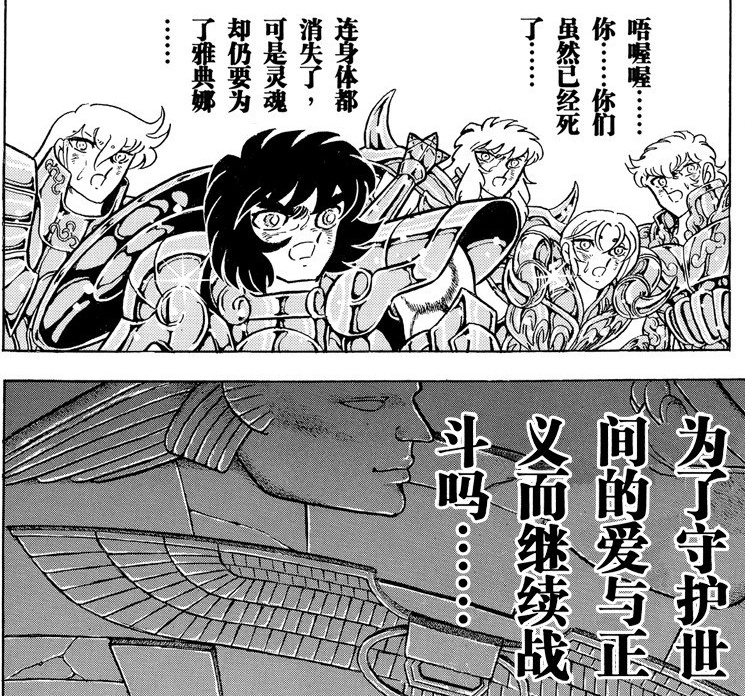 唔喔喔……
你……你们
虽然已经死
了……
连身体都
消失了，
可是灵魂
却仍要为
了雅典娜
……
为了守护世
间的爱与正
义而继续战
斗吗……